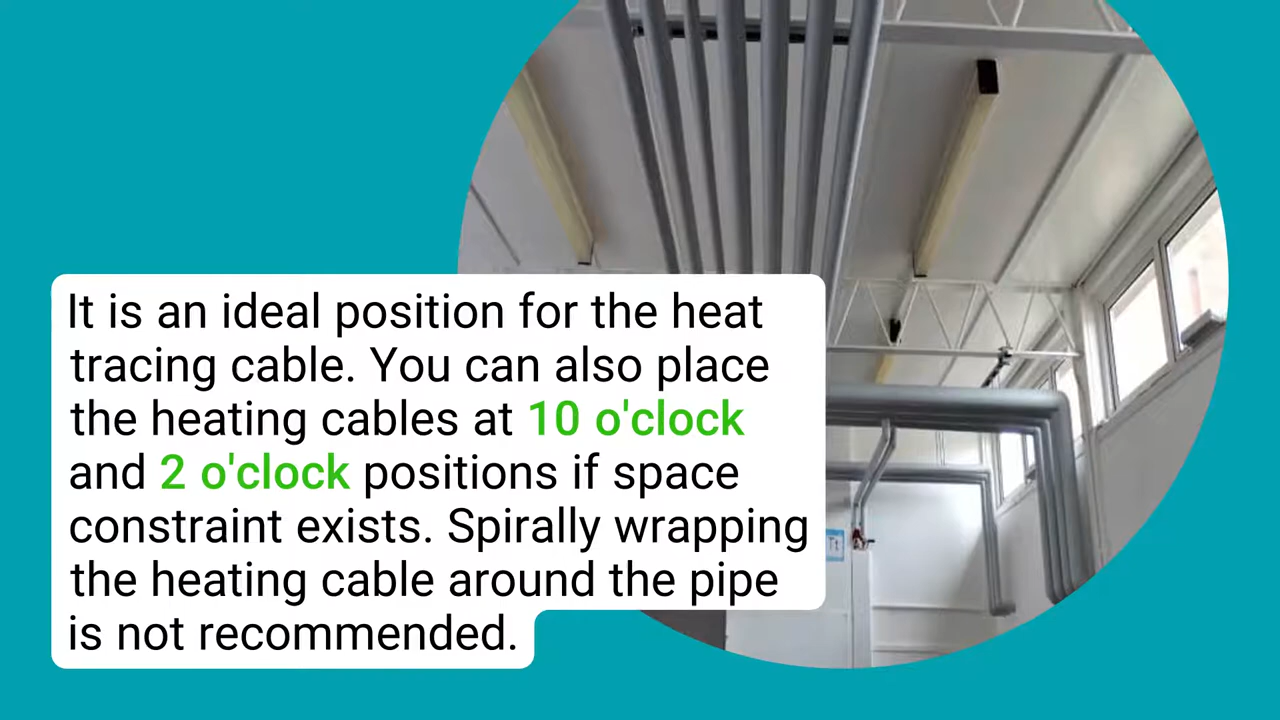 It is an ideal position for the heat
tracing cable. You can also place
the heating cables at 10 o'clock
and 2 o'clock positions if space
constraint exists. Spirally wrapping
the heating cable around the pipe
is not recommended.